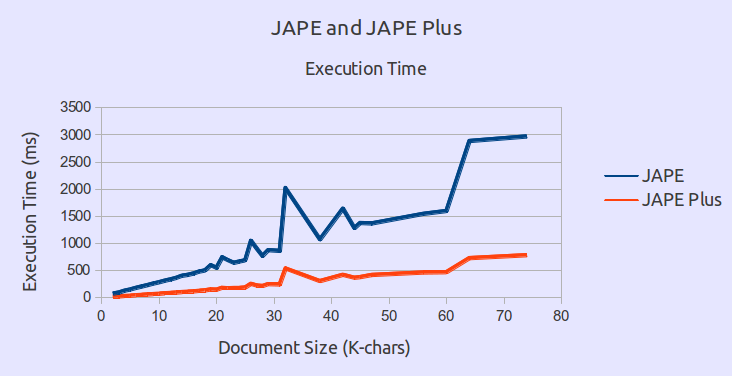 JAPE and JAPE Plus
Execution Time
Execution Time (ms)
3500
3000
2500
2000
1500
1000
500
0
0 10 20 30 40 50 60 70 80
Document Size (K-chars)
JAPE
JAPE Plus